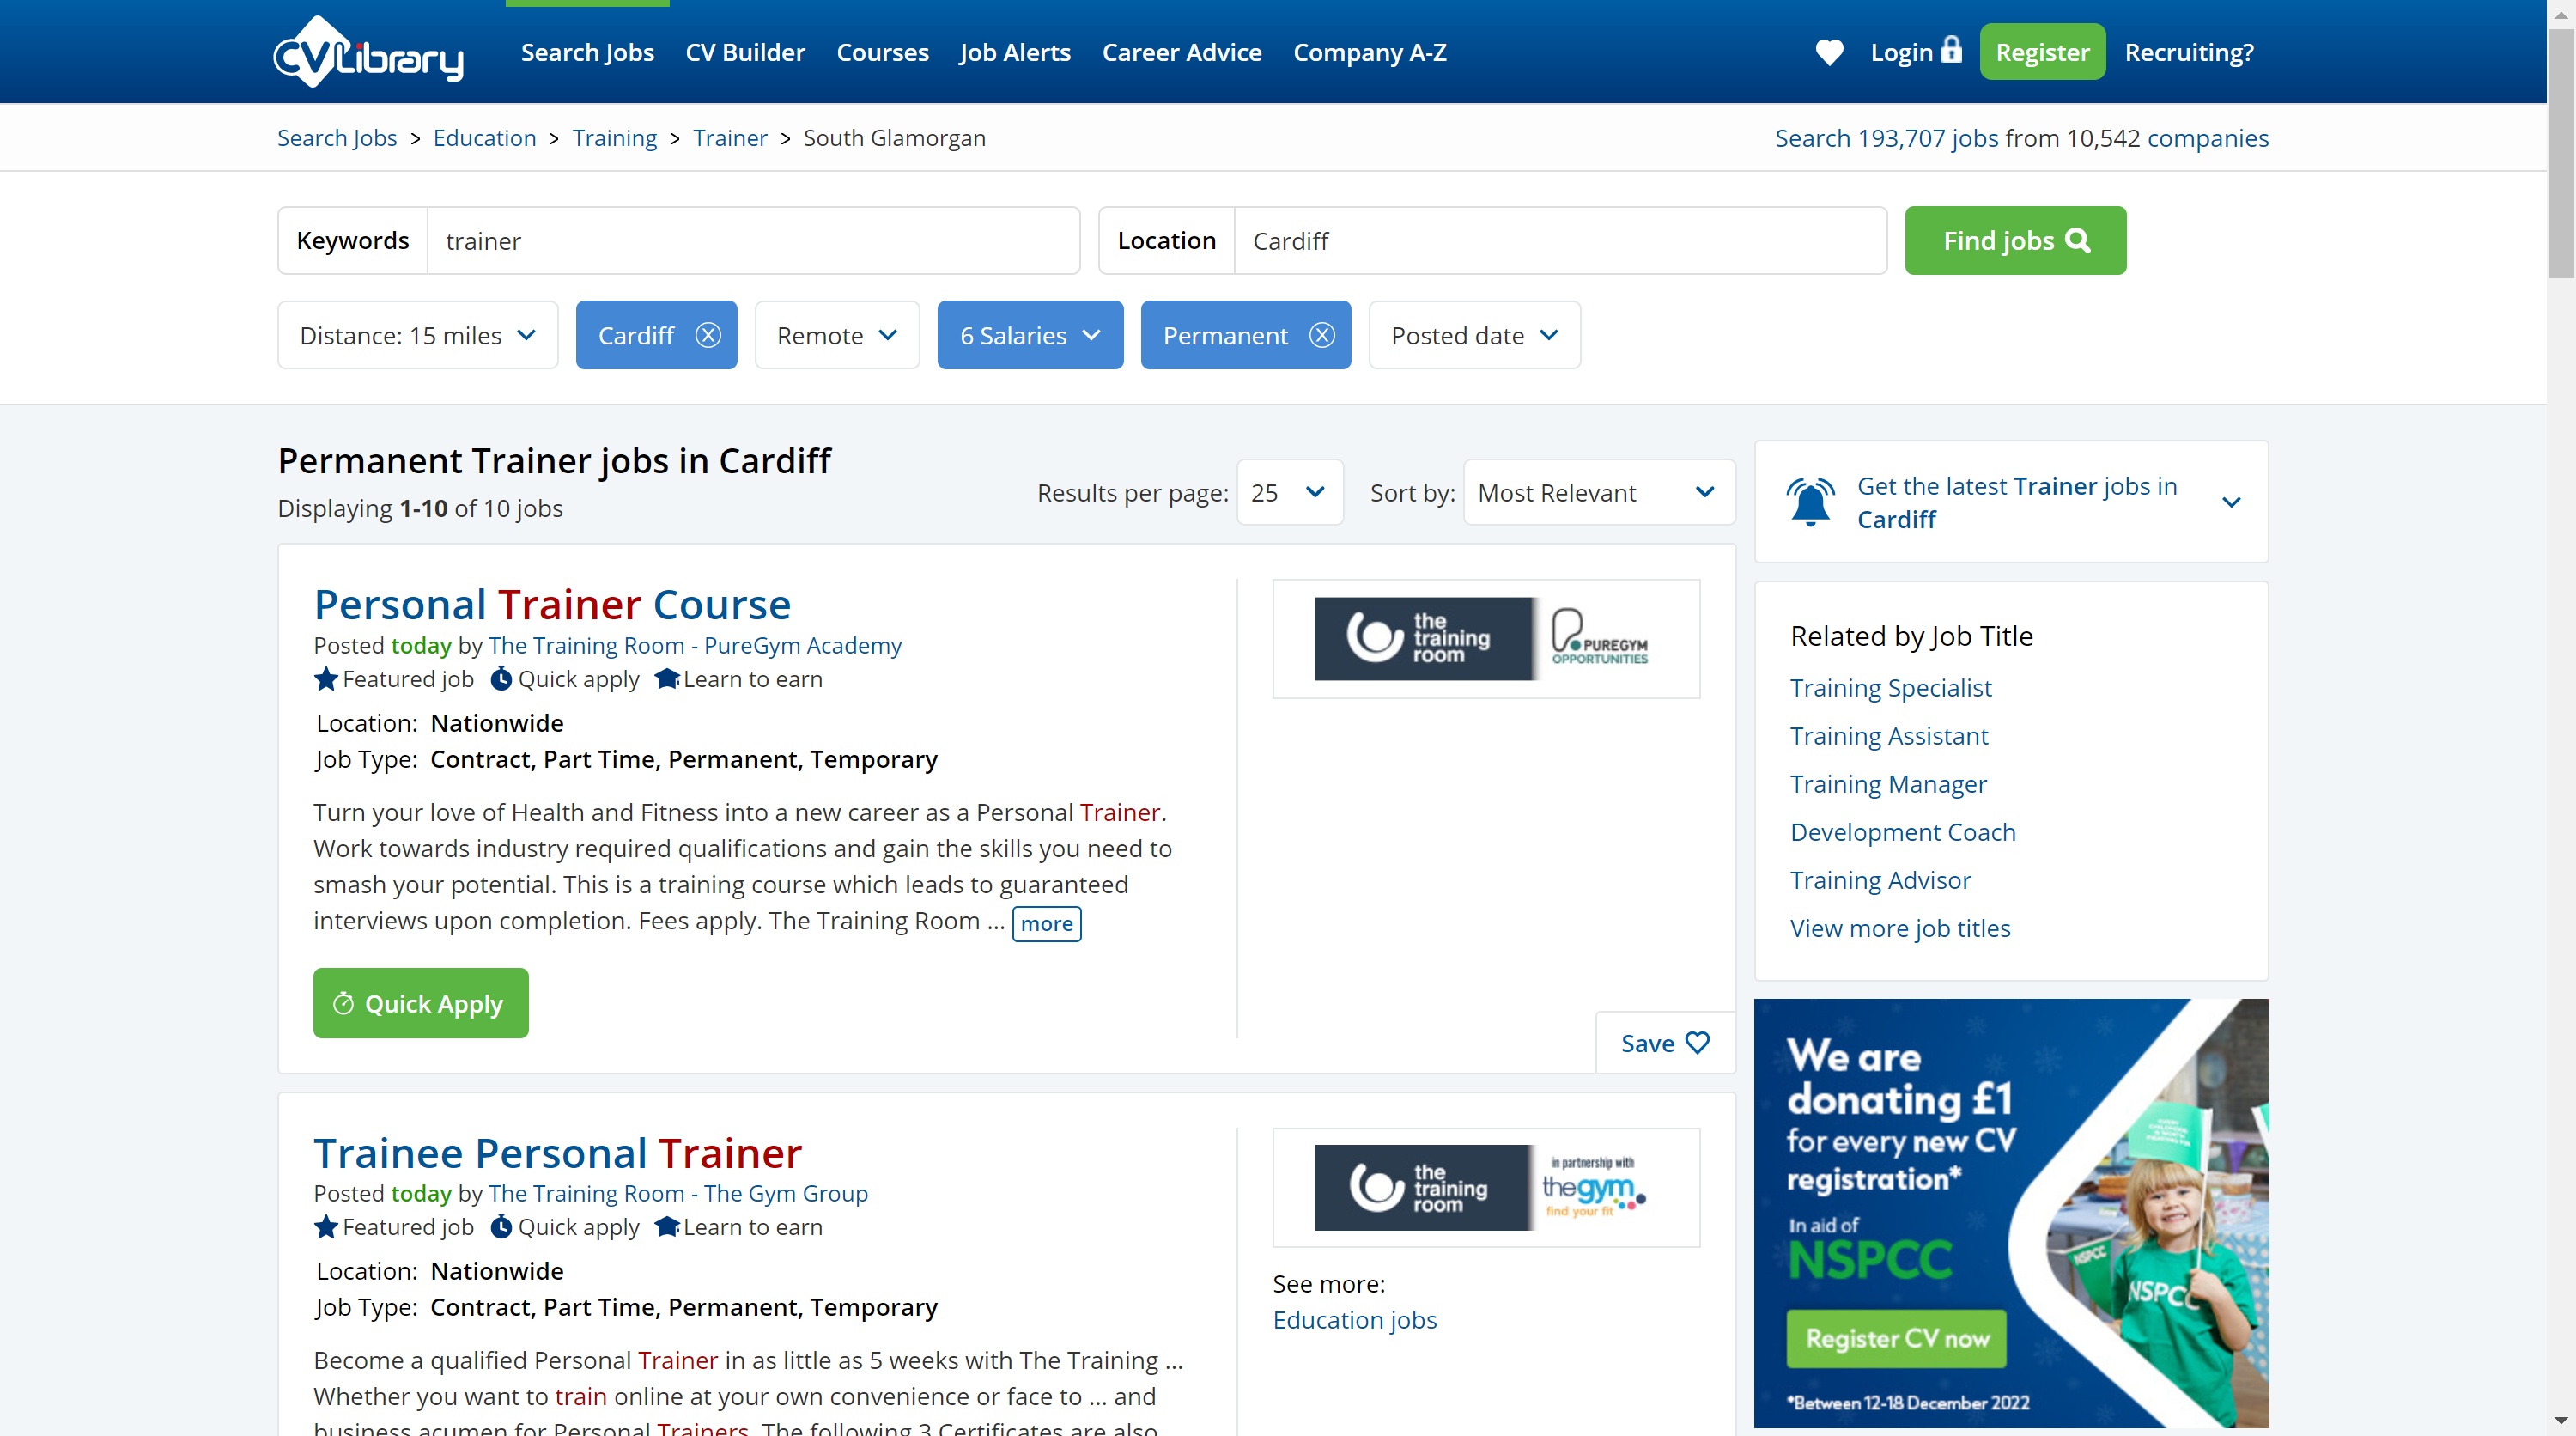 CVLibrary
Search Jobs CV Builder Courses Job Alerts Career Advice Company A-Z
Login Register Recruiting?
Search Jobs > Education > Training > Trainer > South Glamorgan
Search 193,707 jobs from 10,542 companies
Keywords trainer
Location Cardiff
Find jobs
Distance: 15 miles Cardiff Remote 6 Salaries Permanent Posted date
Permanent Trainer jobs in Cardiff
Displaying 1-10 of 10 jobs
Results per page: 25 Sort by: Most Relevant
Personal Trainer Course
Posted today by The Training Room - PureGym Academy
Featured job Quick apply Learn to earn
Location: Nationwide
Job Type: Contract, Part Time, Permanent, Temporary
Turn your love of Health and Fitness into a new career as a Personal Trainer.
Work towards industry required qualifications and gain the skills you need to
smash your potential. This is a training course which leads to guaranteed
interviews upon completion. Fees apply. The Training Room ... more
Quick Apply
the
training
room
PUREGYM
OPPORTUNITIES
Save
Trainee Personal Trainer
Posted today by The Training Room - The Gym Group
Featured job Quick apply Learn to earn
Location: Nationwide
Job Type: Contract, Part Time, Permanent, Temporary
Become a qualified Personal Trainer in as little as 5 weeks with The Training ...
Whether you want to train online at your own convenience or face to ... and
business acumen for Personal Trainers. The following 3 Certificates are also
the
training
room
in partnership with
thegym
find your fit
See more:
Education jobs
Get the latest Trainer jobs in
Cardiff
Related by Job Title
Training Specialist
Training Assistant
Training Manager
Development Coach
Training Advisor
View more job titles
We are
donating £1
for every new CV
registration*
In aid of
NSPCC
Register CV now
*Between 12-18 December 2022
NSPCC
NSPCC